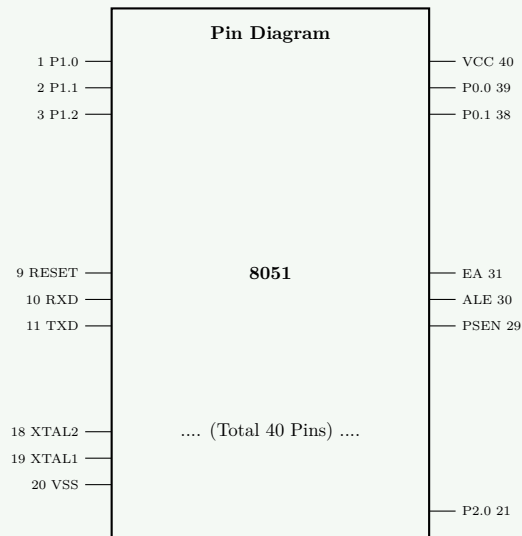 Pin Diagram
1 P1.0
VCC 40
2 P1.1
P0.0 39
3 P1.2
P0.1 38
9 RESET
8051
EA 31
10 RXD
ALE 30
11 TXD
PSEN 29
18 XTAL2
.... (Total 40 Pins) ....
19 XTAL1
20 VSS
P2.0 21